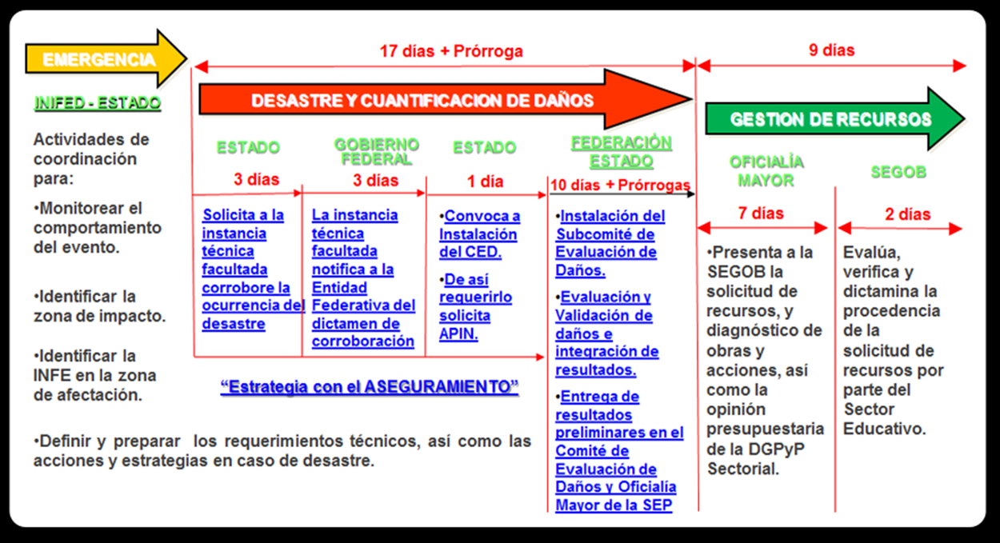 EMERGENCIA
INIFED - ESTADO
Actividades de
coordinación
para:
•Monitorear el
comportamiento
del evento.
•Identificar la
zona de impacto.
•Identificar la
INFE en la zona
de afectación.
•Definir y preparar los requerimientos técnicos, así como las
acciones y estrategias en caso de desastre.
17 días + Prórroga
DESASTRE Y CUANTIFICACION DE DAÑOS
ESTADO
3 días
Solicita a la
instancia
técnica
facultada
corrobore la
ocurrencia del
desastre
GOBIERNO
FEDERAL
3 días
La instancia
técnica
facultada
notifica a la
Entidad
Federativa del
dictamen de
corroboración
ESTADO
1 día
•Convoca a
Instalación
del CED.
•De así
requerirlo
solicita
APIN.
“Estrategia con el ASEGURAMIENTO”
FEDERACIÓN
ESTADO
10 días + Prórrogas
•Instalación del
Subcomité de
Evaluación de
Daños.
•Evaluación y
Validación de
daños e
integración de
resultados.
•Entrega de
resultados
preliminares en el
Comité de
Evaluación de
Daños y Oficialía
Mayor de la SEP
9 días
GESTION DE RECURSOS
OFICIALÍA
MAYOR
7 días
•Presenta a la
SEGOB la
solicitud de
recursos, y
diagnóstico de
obras y
acciones, así
como la
opinión
presupuestaria
de la DGPyP
Sectorial.
SEGOB
2 días
Evalúa,
verifica y
dictamina la
procedencia
de la
solicitud de
recursos por
parte del
Sector
Educativo.